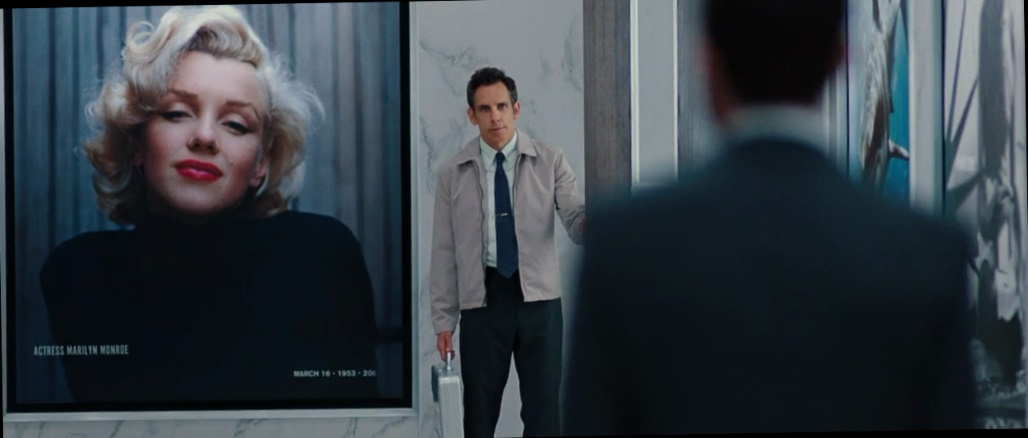 ACTRESS MARILYN MONROE
MARCH 16 • 1953 • 20¢